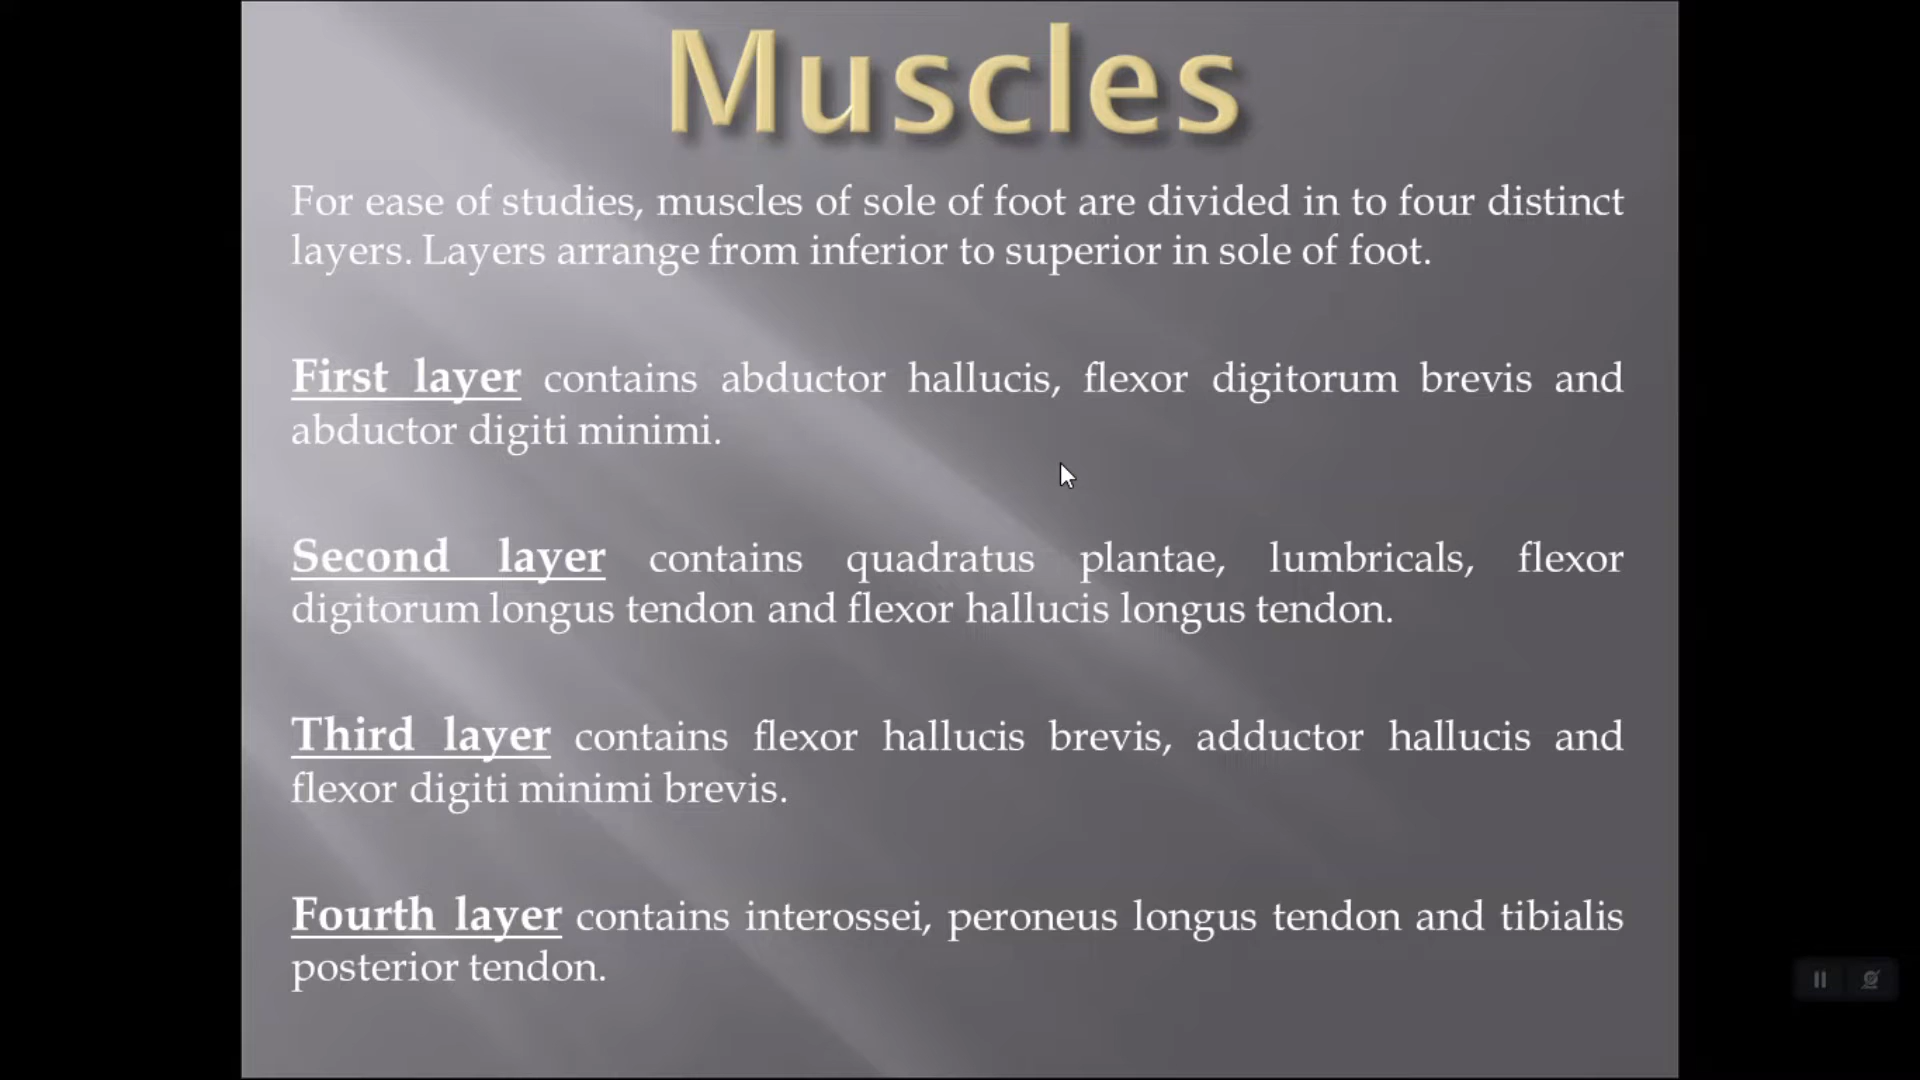 Muscles
For ease of studies, muscles of sole of foot are divided in to four distinct
layers. Layers arrange from inferior to superior in sole of foot.
First layer contains abductor hallucis, flexor digitorum brevis and
abductor digiti minimi.
Second layer contains quadratus plantae, lumbricals, flexor
digitorum longus tendon and flexor hallucis longus tendon.
Third layer contains flexor hallucis brevis, adductor hallucis and
flexor digiti minimi brevis.
Fourth layer contains interossei, peroneus longus tendon and tibialis
posterior tendon.